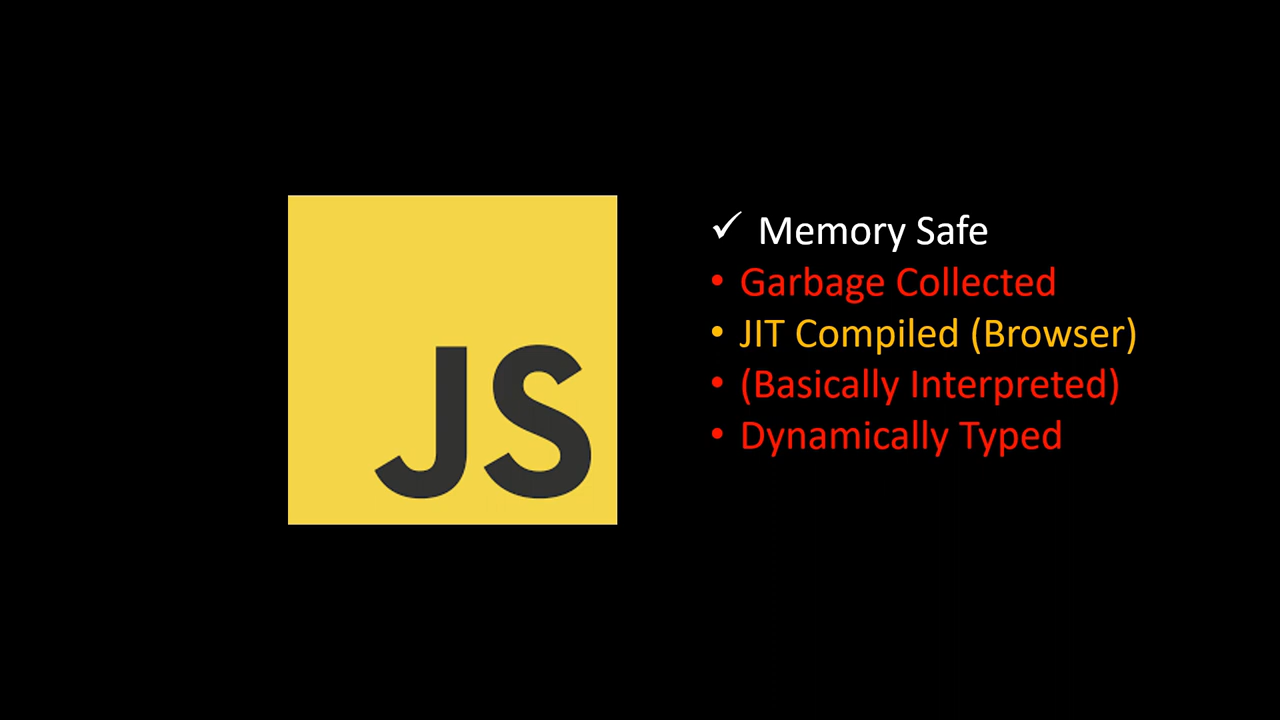 JS
✓ Memory Safe
• Garbage Collected
• JIT Compiled (Browser)
• (Basically Interpreted)
• Dynamically Typed